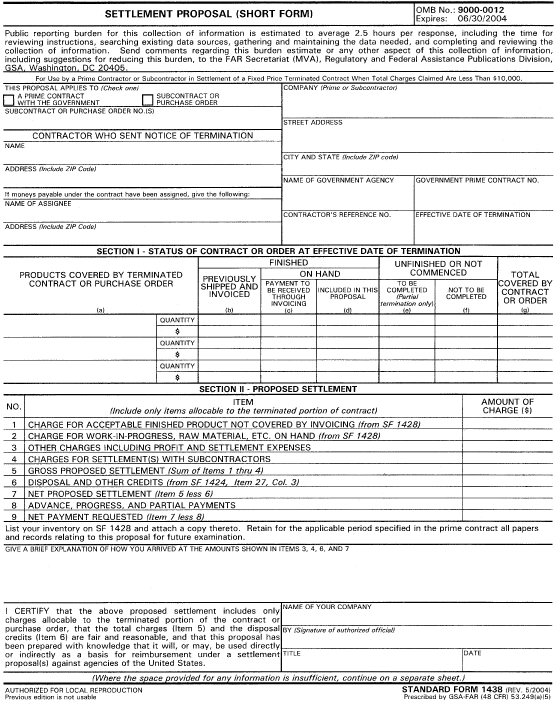 SETTLEMENT PROPOSAL (SHORT FORM)
OMB No.: 9000-0012
Expires: 06/30/2004
Public reporting burden for this collection of information is estimated to average 2.5 hours per response, including the time for
reviewing instructions, searching existing data sources, gathering and maintaining the data needed, and completing and reviewing the
collection of information. Send comments regarding this burden estimate or any other aspect of this collection of information,
including suggestions for reducing this burden, to the FAR Secretariat (MVA), Regulatory and Federal Assistance Publications Division,
GSA, Washington, DC 20405.
For Use by a Prime Contractor or Subcontractor in Settlement of a Fixed Price Terminated Contract When Total Charges Claimed Are Less Than $10,000.
THIS PROPOSAL APPLIES TO (Check one)
A PRIME CONTRACT
WITH THE GOVERNMENT
SUBCONTRACT OR
PURCHASE ORDER
SUBCONTRACT OR PURCHASE ORDER NO.(S)
CONTRACTOR WHO SENT NOTICE OF TERMINATION
NAME
ADDRESS (Include ZIP Code)
If moneys payable under the contract have been assigned, give the following:
NAME OF ASSIGNEE
ADDRESS (Include ZIP Code)
COMPANY (Prime or Subcontractor)
STREET ADDRESS
CITY AND STATE (Include ZIP code)
NAME OF GOVERNMENT AGENCY
GOVERNMENT PRIME CONTRACT NO.
CONTRACTOR'S REFERENCE NO.
EFFECTIVE DATE OF TERMINATION
SECTION I - STATUS OF CONTRACT OR ORDER AT EFFECTIVE DATE OF TERMINATION
PRODUCTS COVERED BY TERMINATED
CONTRACT OR PURCHASE ORDER
(a)
FINISHED
PREVIOUSLY
SHIPPED AND
INVOICED
(b)
ON HAND
PAYMENT TO
BE RECEIVED
THROUGH
INVOICING
(c)
INCLUDED IN THIS
PROPOSAL
(d)
UNFINISHED OR NOT
COMMENCED
TO BE
COMPLETED
(Partial
termination only)
(e)
NOT TO BE
COMPLETED
(f)
TOTAL
COVERED BY
CONTRACT
OR ORDER
(g)
QUANTITY
$
QUANTITY
$
QUANTITY
$
SECTION II - PROPOSED SETTLEMENT
NO.
ITEM
(Include only items allocable to the terminated portion of contract)
AMOUNT OF
CHARGE ($)
1 CHARGE FOR ACCEPTABLE FINISHED PRODUCT NOT COVERED BY INVOICING (from SF 1428)
2 CHARGE FOR WORK-IN-PROGRESS, RAW MATERIAL, ETC. ON HAND (from SF 1428)
3 OTHER CHARGES INCLUDING PROFIT AND SETTLEMENT EXPENSES
4 CHARGES FOR SETTLEMENT(S) WITH SUBCONTRACTORS
5 GROSS PROPOSED SETTLEMENT (Sum of Items 1 thru 4)
6 DISPOSAL AND OTHER CREDITS (from SF 1424, Item 27, Col. 3)
7 NET PROPOSED SETTLEMENT (Item 5 less 6)
8 ADVANCE, PROGRESS, AND PARTIAL PAYMENTS
9 NET PAYMENT REQUESTED (Item 7 less 8)
List your inventory on SF 1428 and attach a copy thereto. Retain for the applicable period specified in the prime contract all papers
and records relating to this proposal for future examination.
GIVE A BRIEF EXPLANATION OF HOW YOU ARRIVED AT THE AMOUNTS SHOWN IN ITEMS 3, 4, 6, AND 7
I CERTIFY that the above proposed settlement includes only
charges allocable to the terminated portion of the contract or
purchase order, that the total charges (Item 5) and the disposal
credits (Item 6) are fair and reasonable, and that this proposal has
been prepared with knowledge that it will, or may, be used directly
or indirectly as a basis for reimbursement under a settlement
proposal(s) against agencies of the United States.
NAME OF YOUR COMPANY
BY (Signature of authorized official)
TITLE
DATE
(Where the space provided for any information is insufficient, continue on a separate sheet.)
AUTHORIZED FOR LOCAL REPRODUCTION
Previous edition is not usable
STANDARD FORM 1438 (REV. 5/2004)
Prescribed by GSA-FAR (48 CFR) 53.249(a)(5)